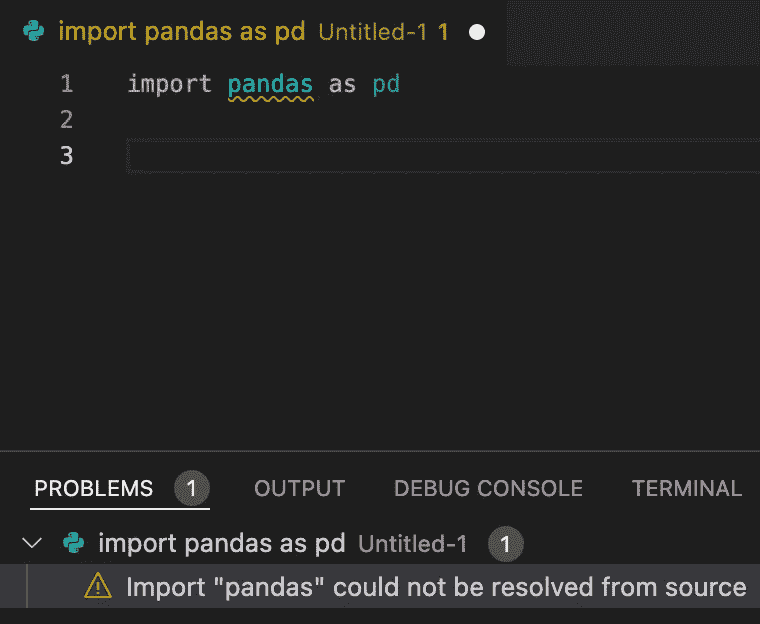 import pandas as pd Untitled-1 1
1 import pandas as pd
2
3
PROBLEMS 1 OUTPUT DEBUG CONSOLE TERMINAL
import pandas as pd Untitled-1 1
Import "pandas" could not be resolved from source